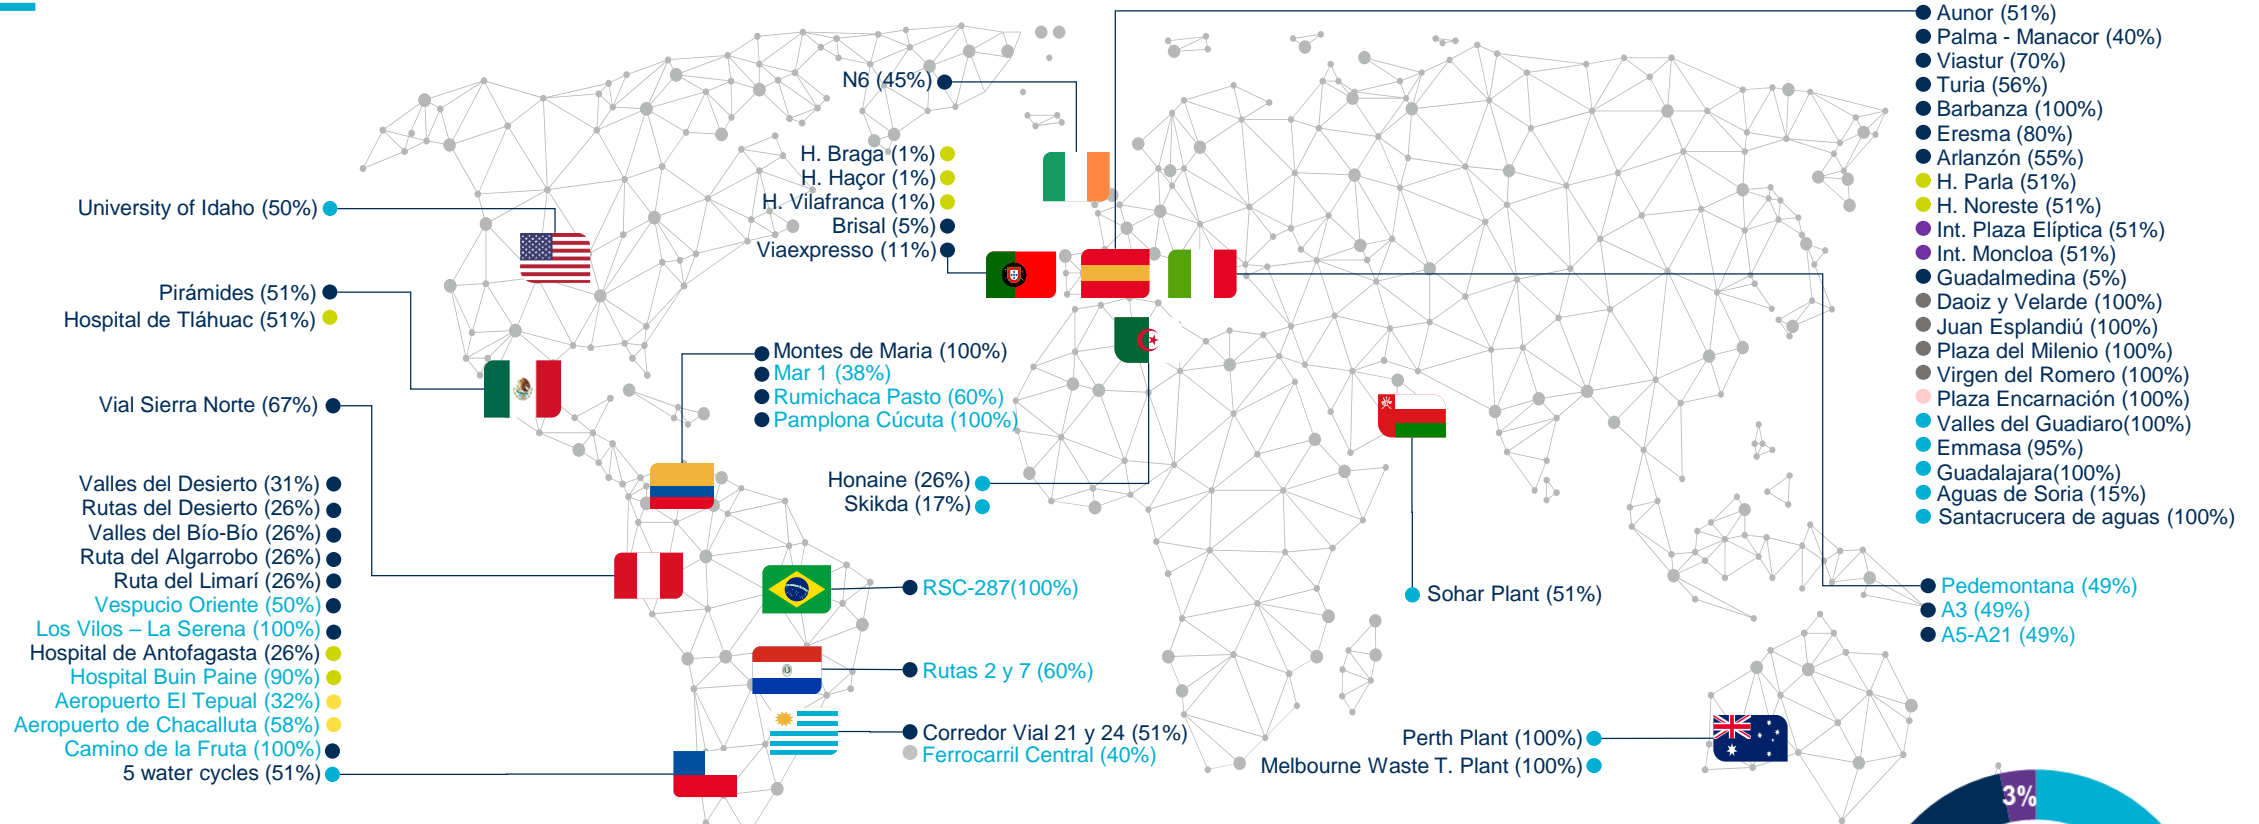 University of Idaho (50%)
Pirámides (51%)
Hospital de Tláhuac (51%)
Vial Sierra Norte (67%)
Valles del Desierto (31%)
Rutas del Desierto (26%)
Valles del Bío-Bío (26%)
Ruta del Algarrobo (26%)
Ruta del Limarí (26%)
Vespucio Oriente (50%)
Los Vilos – La Serena (100%)
Hospital de Antofagasta (26%)
Hospital Buin Paine (90%)
Aeropuerto El Tepual (32%)
Aeropuerto de Chacalluta (58%)
Camino de la Fruta (100%)
5 water cycles (51%)
N6 (45%)
H. Braga (1%)
H. Haçor (1%)
H. Vilafranca (1%)
Brisal (5%)
Viaexpresso (11%)
Montes de Maria (100%)
Mar 1 (38%)
Rumichaca Pasto (60%)
Pamplona Cúcuta (100%)
Honaine (26%)
Skikda (17%)
RSC-287(100%)
Rutas 2 y 7 (60%)
Corredor Vial 21 y 24 (51%)
Ferrocarril Central (40%)
Sohar Plant (51%)
Perth Plant (100%)
Melbourne Waste T. Plant (100%)
Aunor (51%)
Palma - Manacor (40%)
Viastur (70%)
Turia (56%)
Barbanza (100%)
Eresma (80%)
Arlanzón (55%)
H. Parla (51%)
H. Noreste (51%)
Int. Plaza Elíptica (51%)
Int. Moncloa (51%)
Guadalmedina (5%)
Daoiz y Velarde (100%)
Juan Esplandiú (100%)
Plaza del Milenio (100%)
Virgen del Romero (100%)
Plaza Encarnación (100%)
Valles del Guadiaro(100%)
Emmasa (95%)
Guadalajara(100%)
Aguas de Soria (15%)
Santacrucera de aguas (100%)
Pedemontana (49%)
A3 (49%)
A5-A21 (49%)
3%